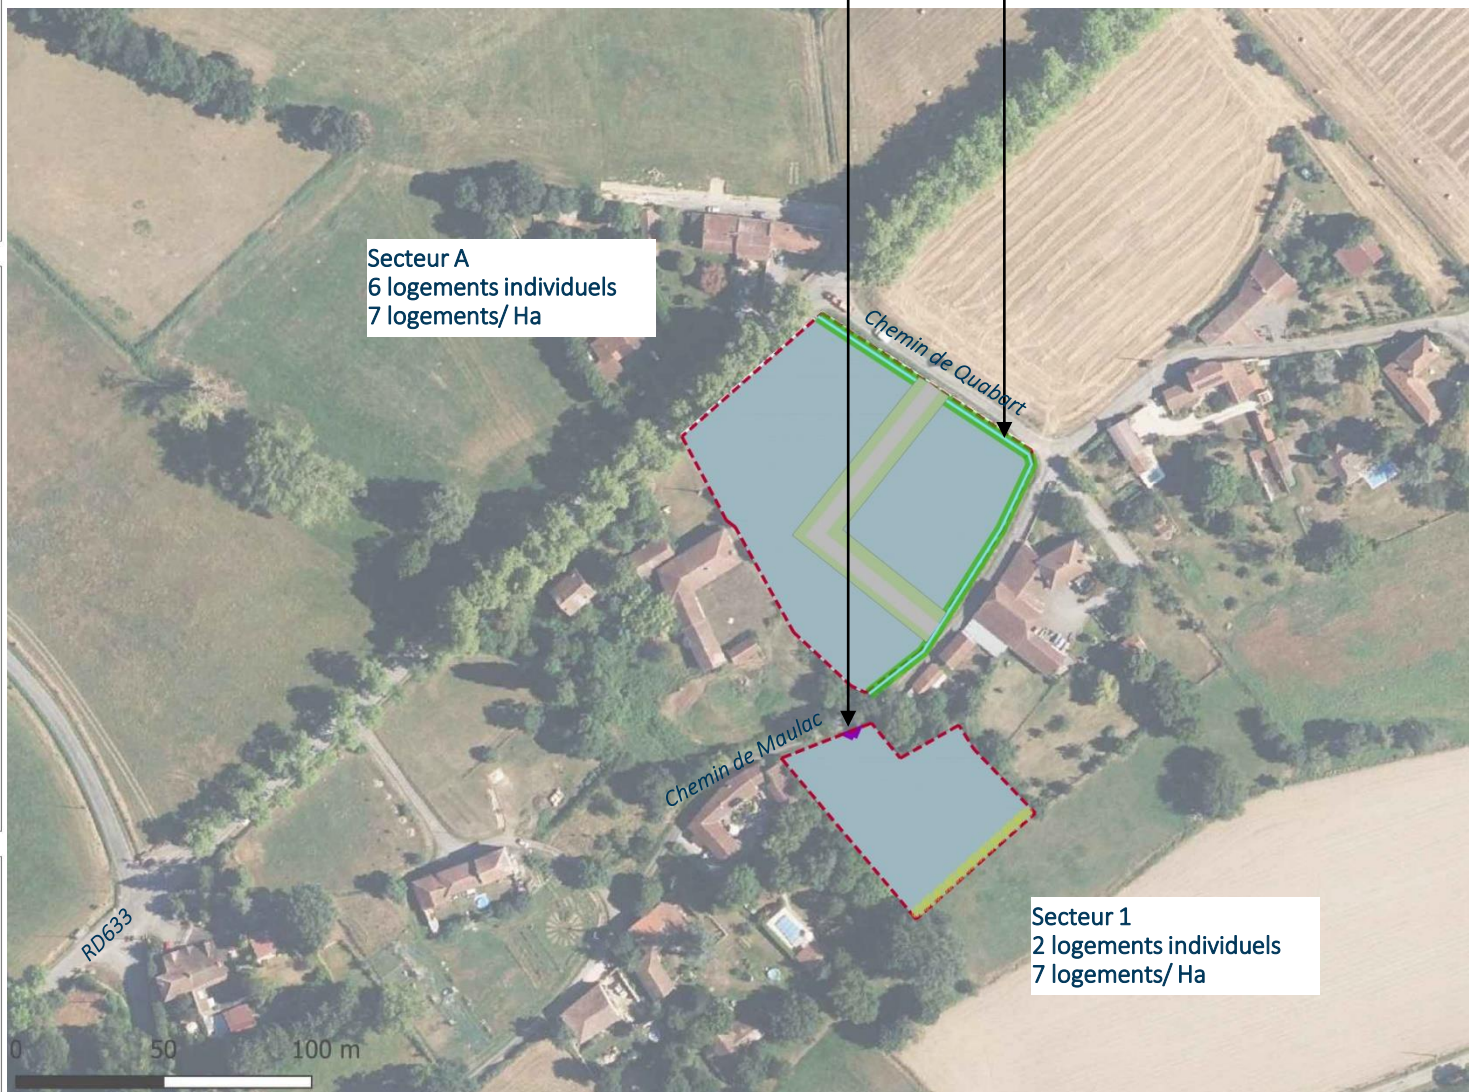 Secteur A
6 logements individuels
7 logements/ Ha
Chemin de Quabart
Chemin de Maulac
Secteur 1
2 logements individuels
7 logements/ Ha
RD633
0 50 100 m